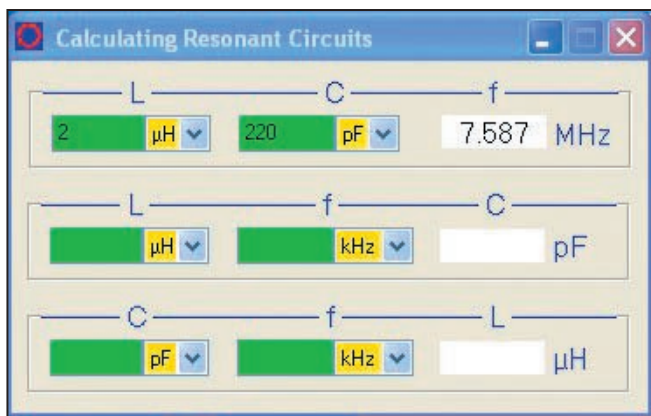 Calculating Resonant Circuits
L C f
2 µH 220 pF 7.587 MHz
L f C
µH kHz pF
C f L
pF kHz µH